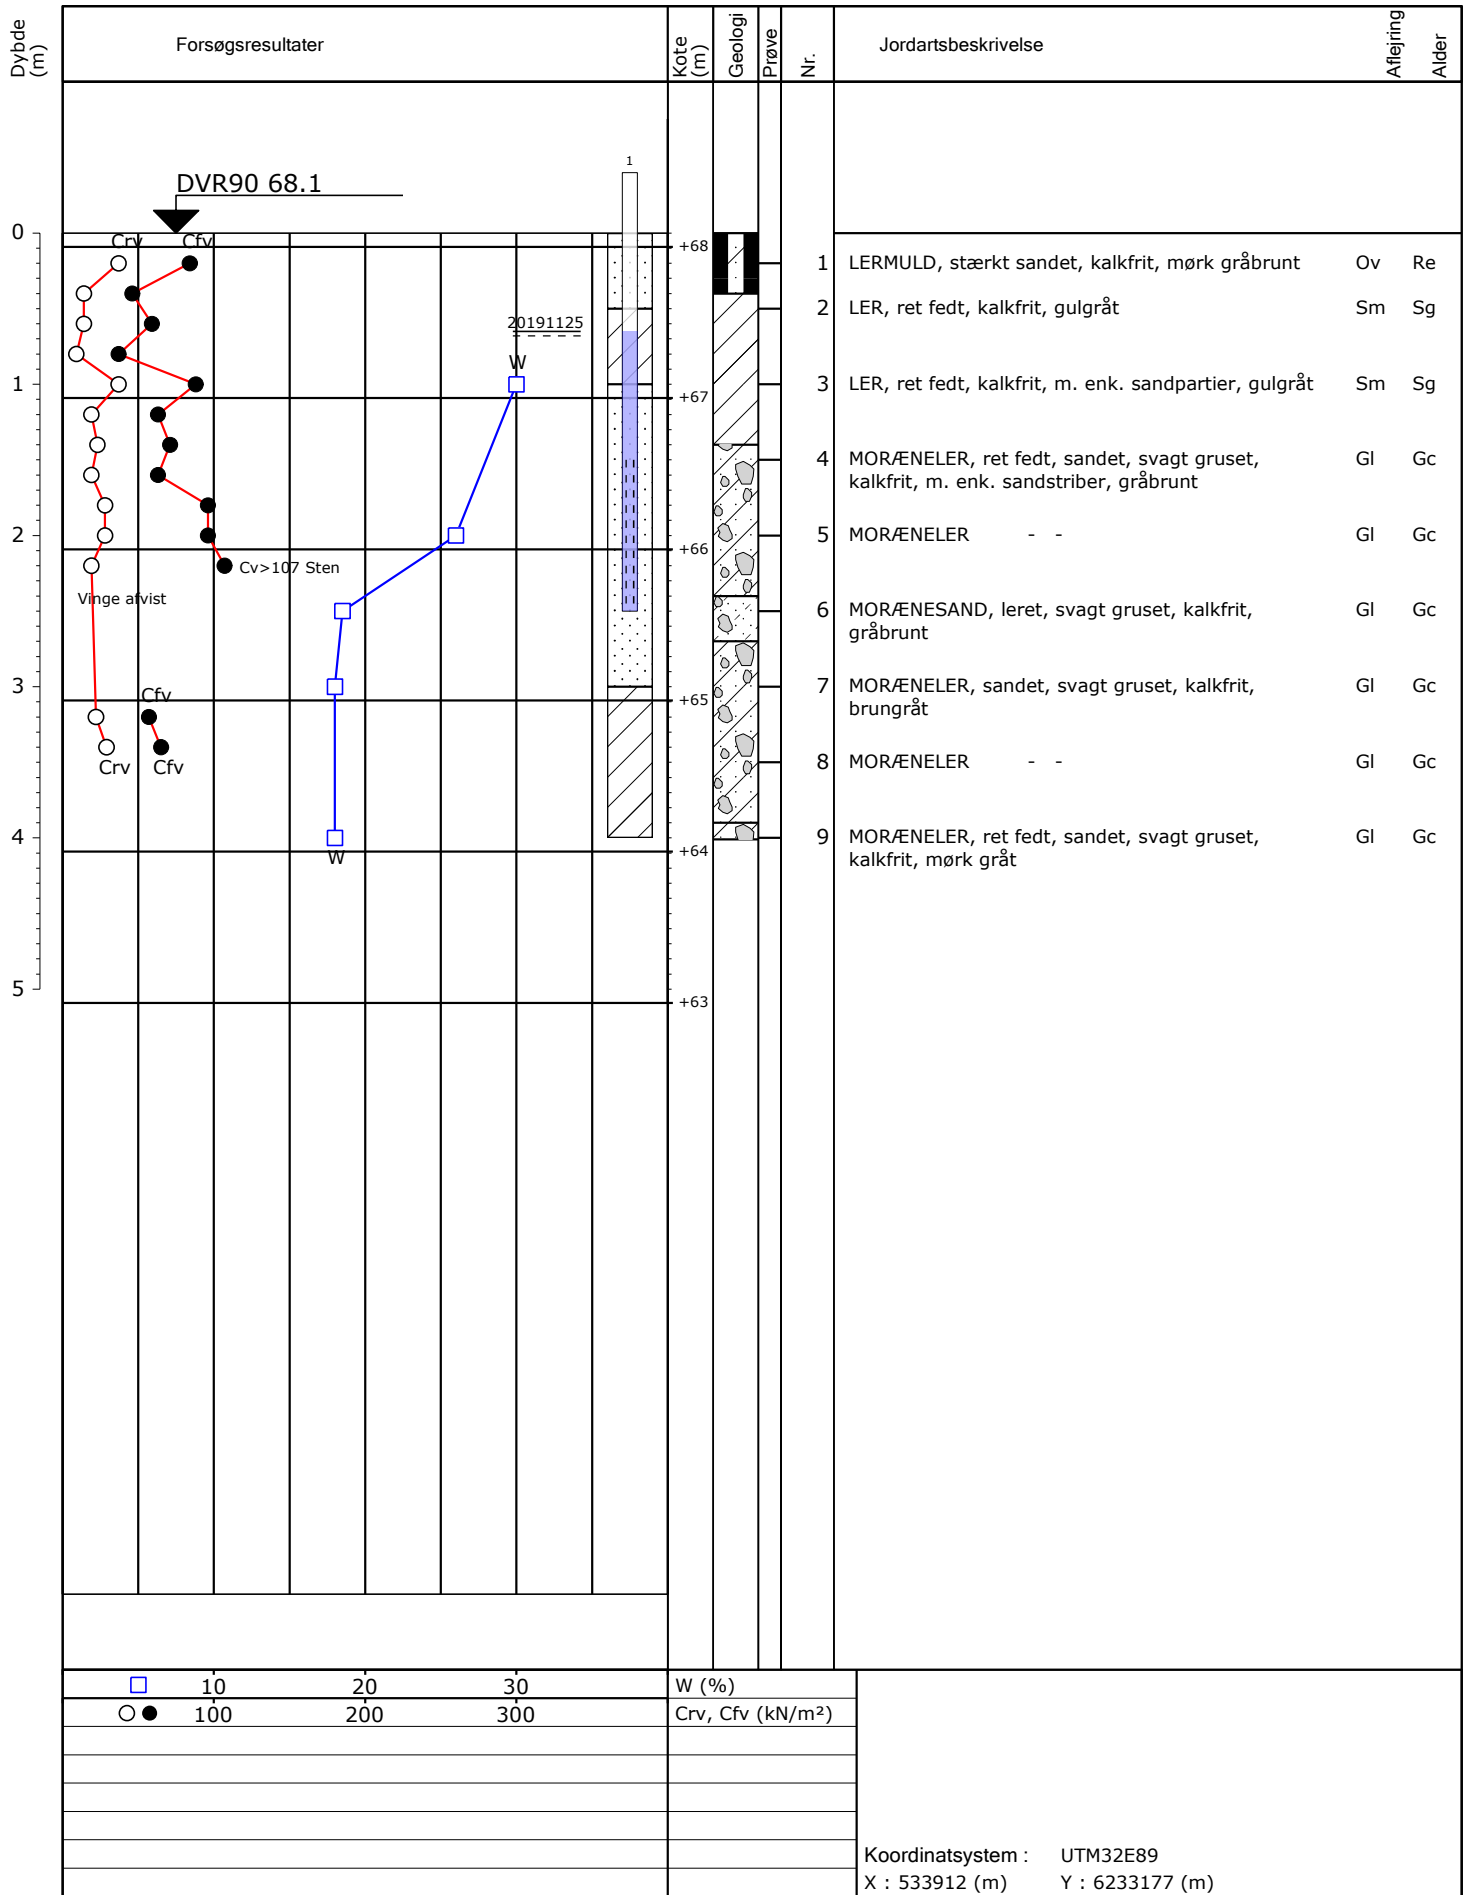 Dybde
(m)
Forsøgsresultater
Kote
(m)
Geologi
Prøve
Nr.
Jordartsbeskrivelse
Aflejring
Alder
1
DVR90 68.1
0
Crv
Cfv
+68
1 LERMULD, stærkt sandet, kalkfrit, mørk gråbrunt Ov Re
2 LER, ret fedt, kalkfrit, gulgråt Sm Sg
20191125
W
1
+67
3 LER, ret fedt, kalkfrit, m. enk. sandpartier, gulgråt Sm Sg
4 MORÆNELER, ret fedt, sandet, svagt gruset, Gl Gc
kalkfrit, m. enk. sandstriber, gråbrunt
2
+66
5 MORÆNELER - - Gl Gc
Cv>107 Sten
Vinge afvist
6 MORÆNESAND, leret, svagt gruset, kalkfrit, Gl Gc
gråbrunt
3
+65
7 MORÆNELER, sandet, svagt gruset, kalkfrit, Gl Gc
brungråt
Cfv
Crv
Cfv
8 MORÆNELER - - Gl Gc
4
+64
W
9 MORÆNELER, ret fedt, sandet, svagt gruset, Gl Gc
kalkfrit, mørk gråt
5
+63
10 20 30 W (%)
100 200 300 Crv, Cfv (kN/m²)
Koordinatsystem : UTM32E89
X : 533912 (m) Y : 6233177 (m)